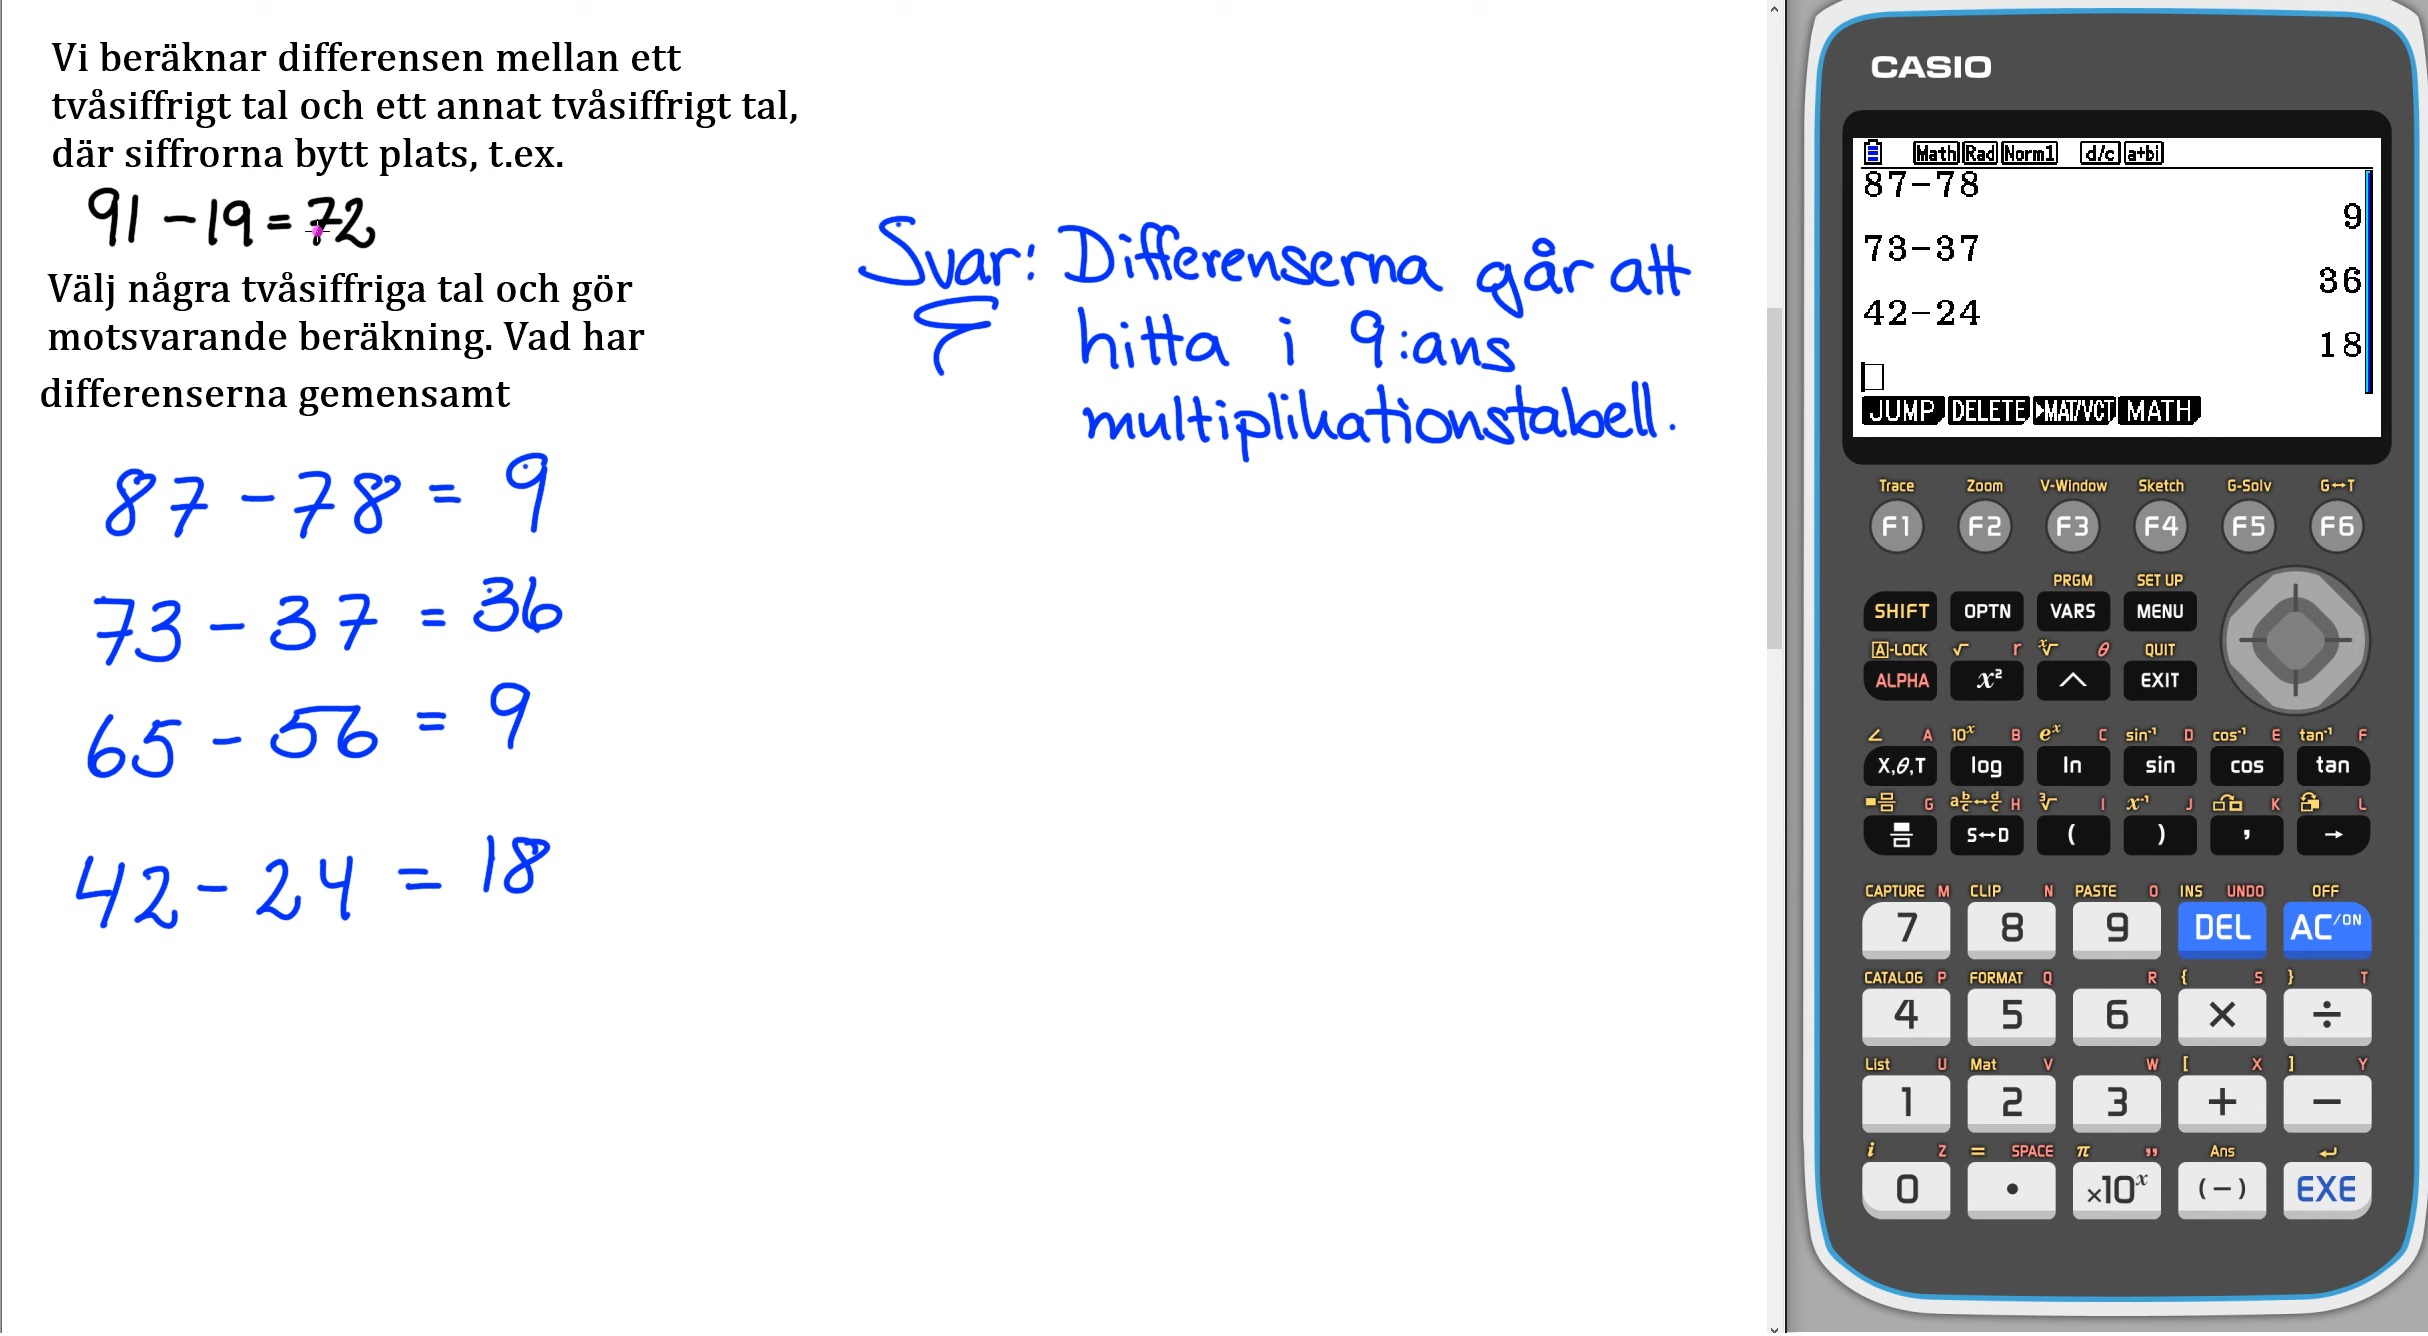 Vi beräknar differensen mellan ett
tvåsiffrigt tal och ett annat tvåsiffrigt tal,
där siffrorna bytt plats, t.ex.
91 - 19 = 72
Välj några tvåsiffriga tal och gör
motsvarande beräkning. Vad har
differenserna gemensamt
87 - 78 = 9
73 - 37 = 36
65 - 56 = 9
42 - 24 = 18
Svar: Differenserna går att
hitta i 9:ans
multiplikationstabell.
CASIO
Math Rad Norm1 d/c a+bi
87-78
9
73-37
36
42-24
18
JUMP DELETE ▶MAT/VCT MATH
Trace Zoom V-Window Sketch G-Solv G↔T
F1 F2 F3 F4 F5 F6
PRGM SET UP
SHIFT OPTN VARS MENU
A-LOCK √ r ˣ√ θ QUIT
ALPHA x² ^ EXIT
∠ A 10ˣ B eˣ C sin⁻¹ D cos⁻¹ E tan⁻¹ F
X,θ,T log ln sin cos tan
G a b/c↔d/c H ³√ I x⁻¹ J K L
S↔D ( ) , →
CAPTURE M CLIP N PASTE O INS UNDO OFF
7 8 9 DEL AC/ON
CATALOG P FORMAT Q R { S } T
4 5 6 × ÷
List U Mat V W [ X ] Y
1 2 3 + −
i Z = SPACE π " Ans ↵
0 • ×10ˣ (−) EXE